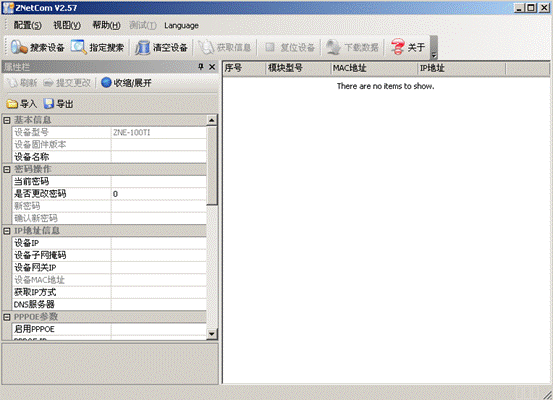 ZNetCom V2.57
配置(S) 视图(V) 帮助(H) 测试(T) Language
搜索设备 指定搜索 清空设备 获取信息 复位设备 下载数据 关于
属性栏
刷新 提交更改 收缩/展开
导入 导出
基本信息
设备型号 ZNE-100TI
设备固件版本
设备名称
密码操作
当前密码
是否更改密码 0
新密码
确认新密码
IP地址信息
设备IP
设备子网掩码
设备网关IP
设备MAC地址
获取IP方式
DNS服务器
PPPOE参数
启用PPPOE
PPPOE IP
序号 模块型号 MAC地址 IP地址
There are no items to show.